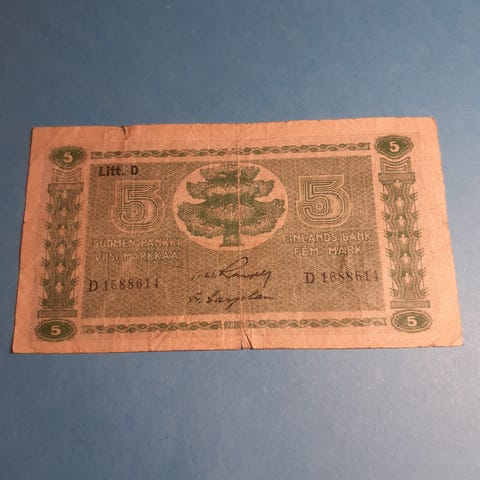 5 5
Litt. D
5 5
SUOMEN PANKKI FINLANDS BANK
VIISI MARKKAA FEM MARK
D 1688614 D 1688614
5 5